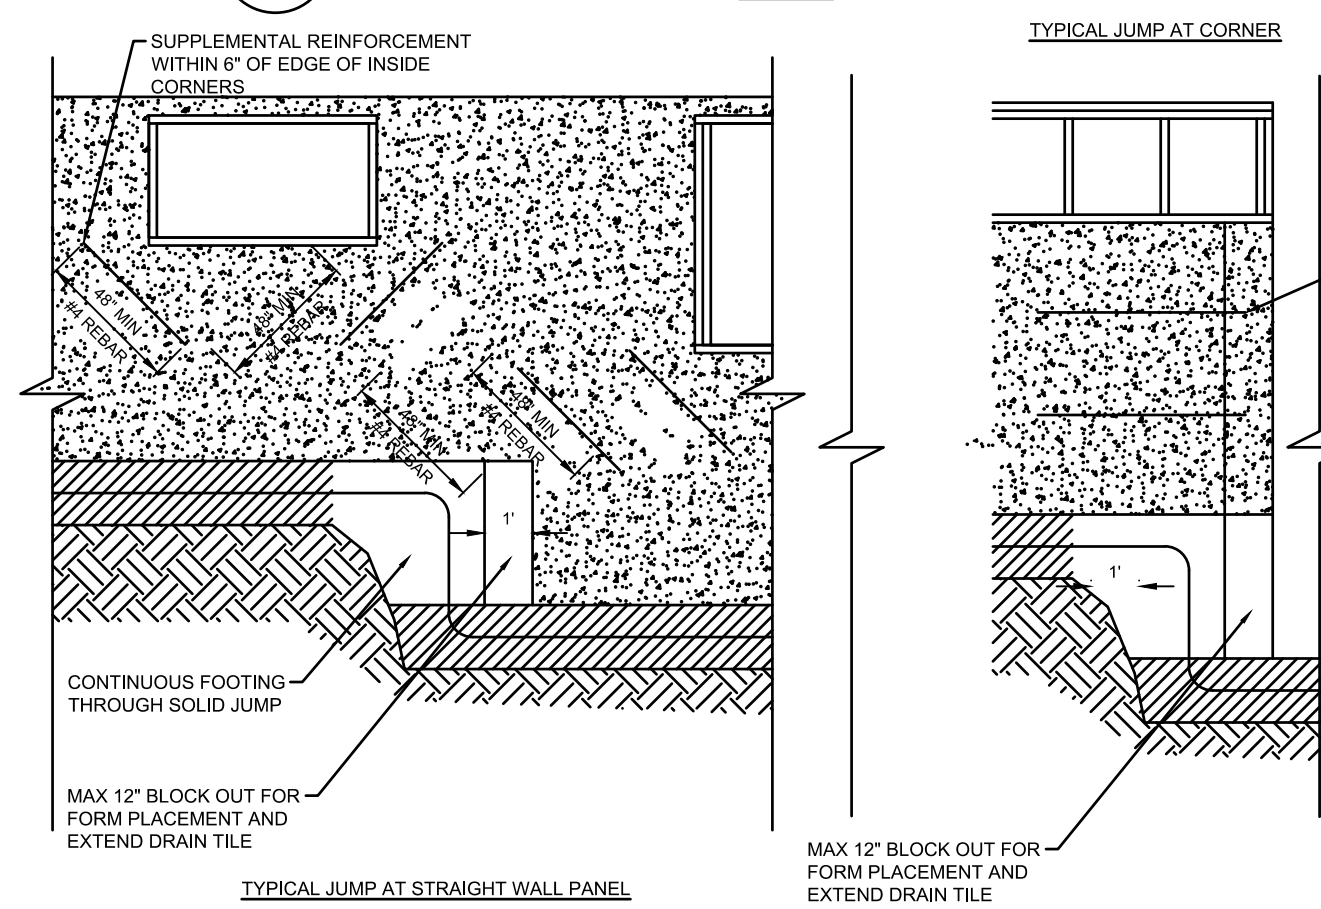 TYPICAL JUMP AT CORNER
SUPPLEMENTAL REINFORCEMENT
WITHIN 6" OF EDGE OF INSIDE
CORNERS
48" MIN
#4 REBAR
48" MIN
#4 REBAR
48" MIN
#4 REBAR
48" MIN
#4 REBAR
1'
1'
CONTINUOUS FOOTING
THROUGH SOLID JUMP
MAX 12" BLOCK OUT FOR
FORM PLACEMENT AND
EXTEND DRAIN TILE
MAX 12" BLOCK OUT FOR
FORM PLACEMENT AND
EXTEND DRAIN TILE
TYPICAL JUMP AT STRAIGHT WALL PANEL